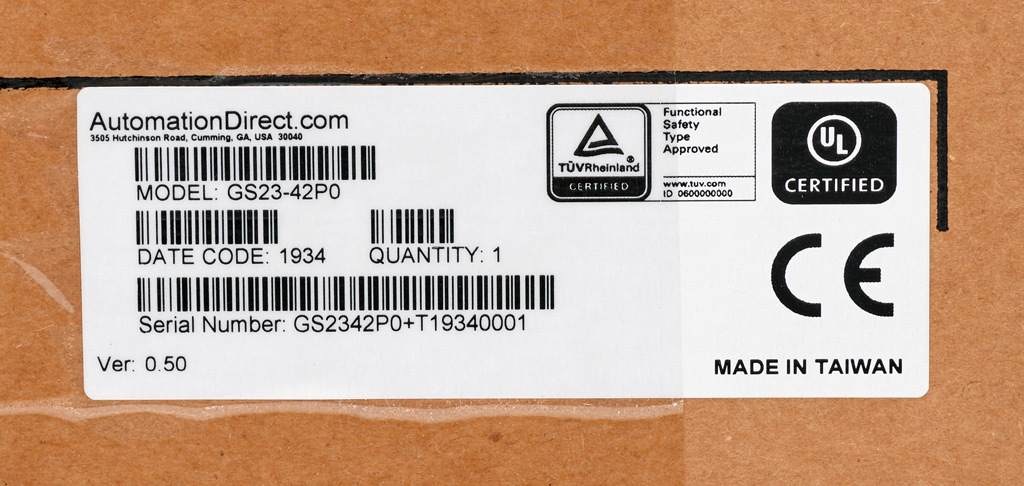 AutomationDirect.com
3505 Hutchinson Road, Cumming, GA, USA 30040
MODEL: GS23-42P0
DATE CODE: 1934
QUANTITY: 1
Serial Number: GS2342P0+T19340001
Ver: 0.50
TÜVRheinland®
CERTIFIED
Functional
Safety
Type
Approved
www.tuv.com
ID 0600000000
UL
CERTIFIED
CE
MADE IN TAIWAN